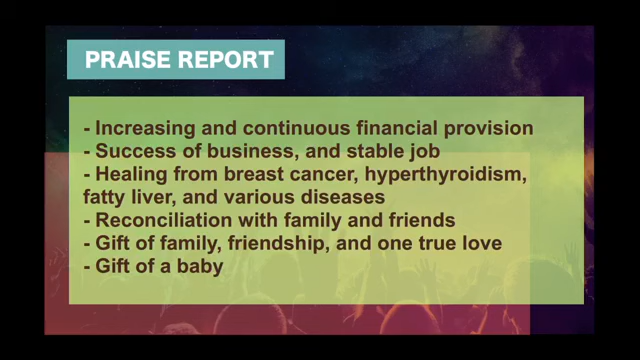 PRAISE REPORT
- Increasing and continuous financial provision
- Success of business, and stable job
- Healing from breast cancer, hyperthyroidism,
fatty liver, and various diseases
- Reconciliation with family and friends
- Gift of family, friendship, and one true love
- Gift of a baby